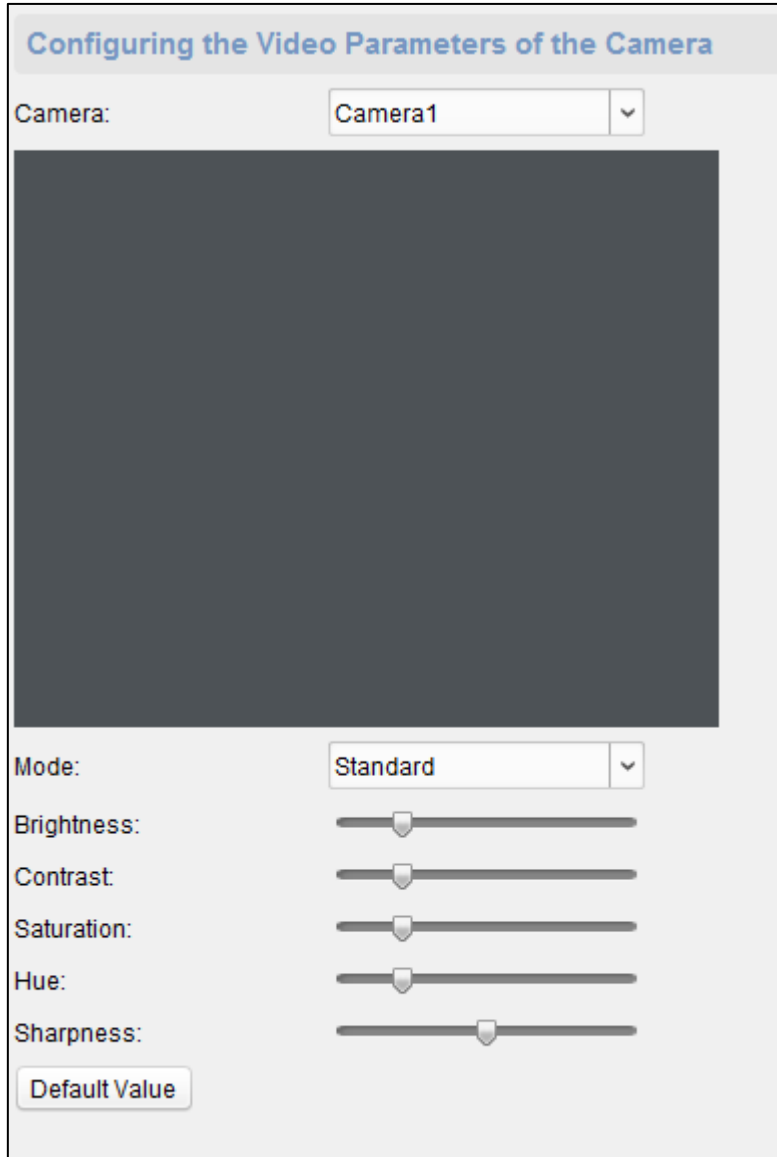 Configuring the Video Parameters of the Camera
Camera: Camera1
Mode: Standard
Brightness:
Contrast:
Saturation:
Hue:
Sharpness:
Default Value